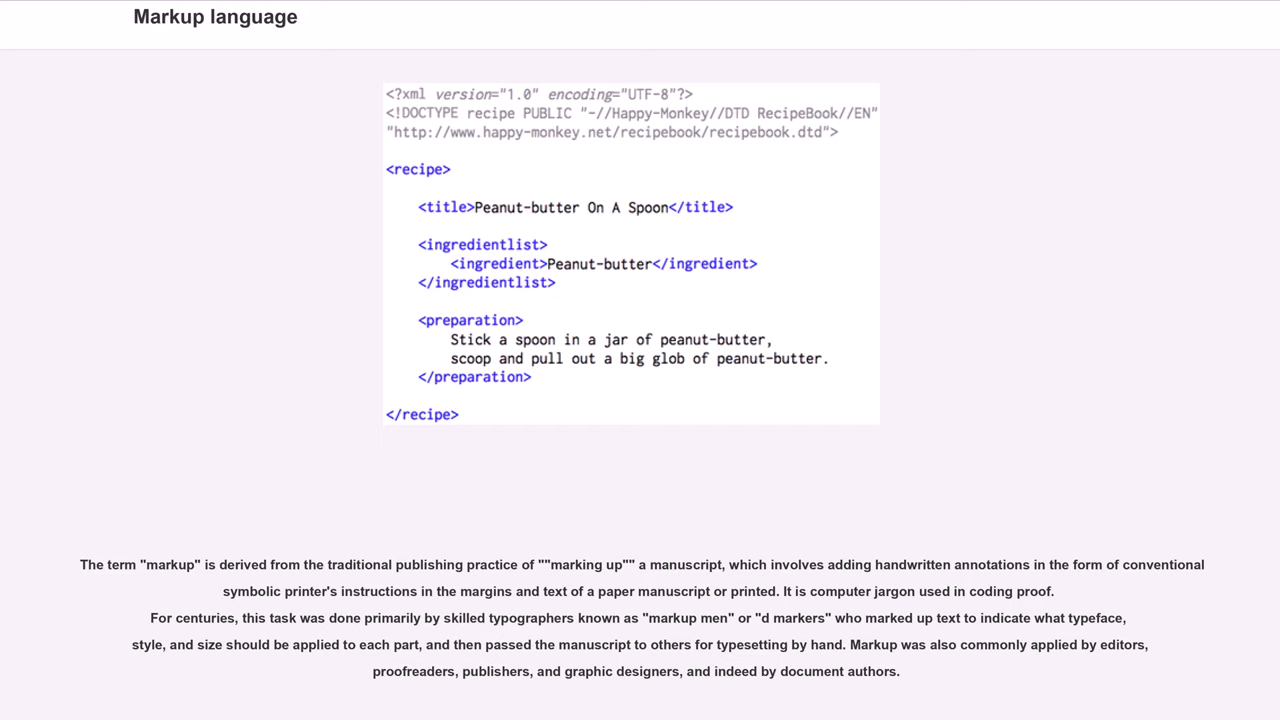 Markup language
<?xml version="1.0" encoding="UTF-8"?>
<!DOCTYPE recipe PUBLIC "-//Happy-Monkey//DTD RecipeBook//EN"
"http://www.happy-monkey.net/recipebook/recipebook.dtd">
<recipe>
<title>Peanut-butter On A Spoon</title>
<ingredientlist>
<ingredient>Peanut-butter</ingredient>
</ingredientlist>
<preparation>
Stick a spoon in a jar of peanut-butter,
scoop and pull out a big glob of peanut-butter.
</preparation>
</recipe>
The term "markup" is derived from the traditional publishing practice of ""marking up"" a manuscript, which involves adding handwritten annotations in the form of conventional
symbolic printer's instructions in the margins and text of a paper manuscript or printed. It is computer jargon used in coding proof.
For centuries, this task was done primarily by skilled typographers known as "markup men" or "d markers" who marked up text to indicate what typeface,
style, and size should be applied to each part, and then passed the manuscript to others for typesetting by hand. Markup was also commonly applied by editors,
proofreaders, publishers, and graphic designers, and indeed by document authors.